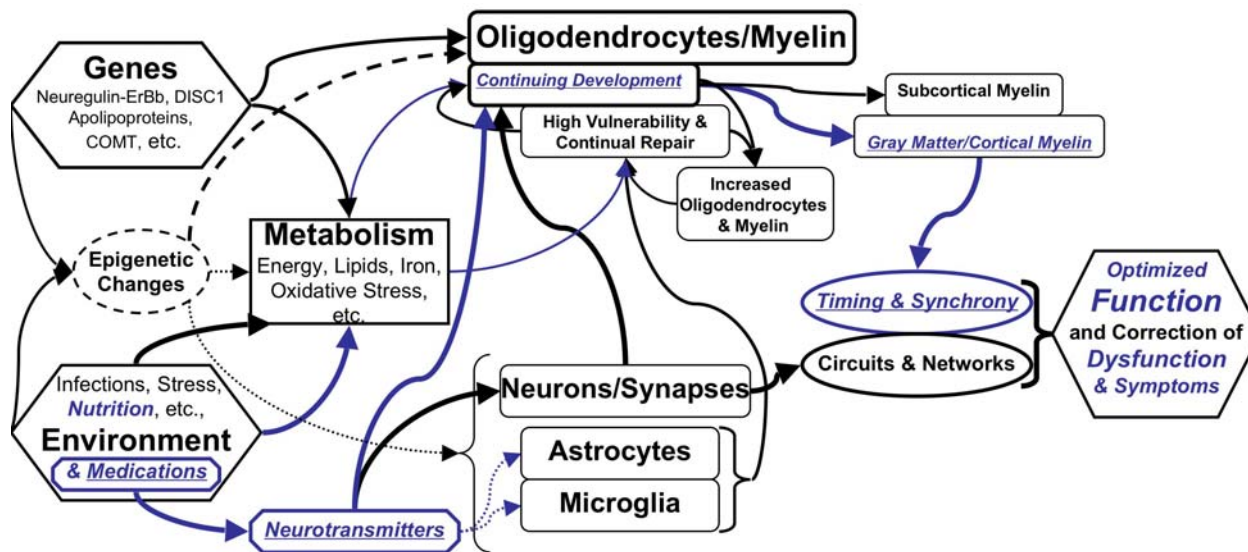 Oligodendrocytes/Myelin
Continuing Development
Genes
Neuregulin-ErBb, DISC1
Apolipoproteins,
COMT, etc.
Subcortical Myelin
Gray Matter/Cortical Myelin
High Vulnerability &
Continual Repair
Increased
Oligodendrocytes
& Myelin
Epigenetic
Changes
Metabolism
Energy, Lipids, Iron,
Oxidative Stress,
etc.
Timing & Synchrony
Circuits & Networks
Optimized
Function
and Correction of
Dysfunction
& Symptoms
Infections, Stress,
Nutrition, etc.,
Environment
& Medications
Neurotransmitters
Neurons/Synapses
Astrocytes
Microglia